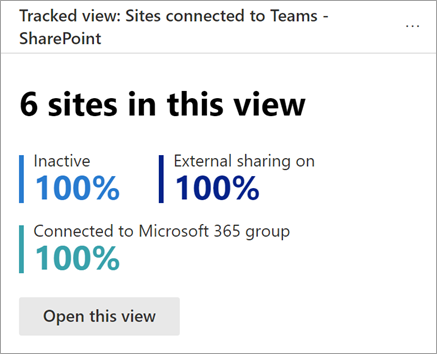 Tracked view: Sites connected to Teams -
SharePoint
...
6 sites in this view
Inactive
100%
External sharing on
100%
Connected to Microsoft 365 group
100%
Open this view